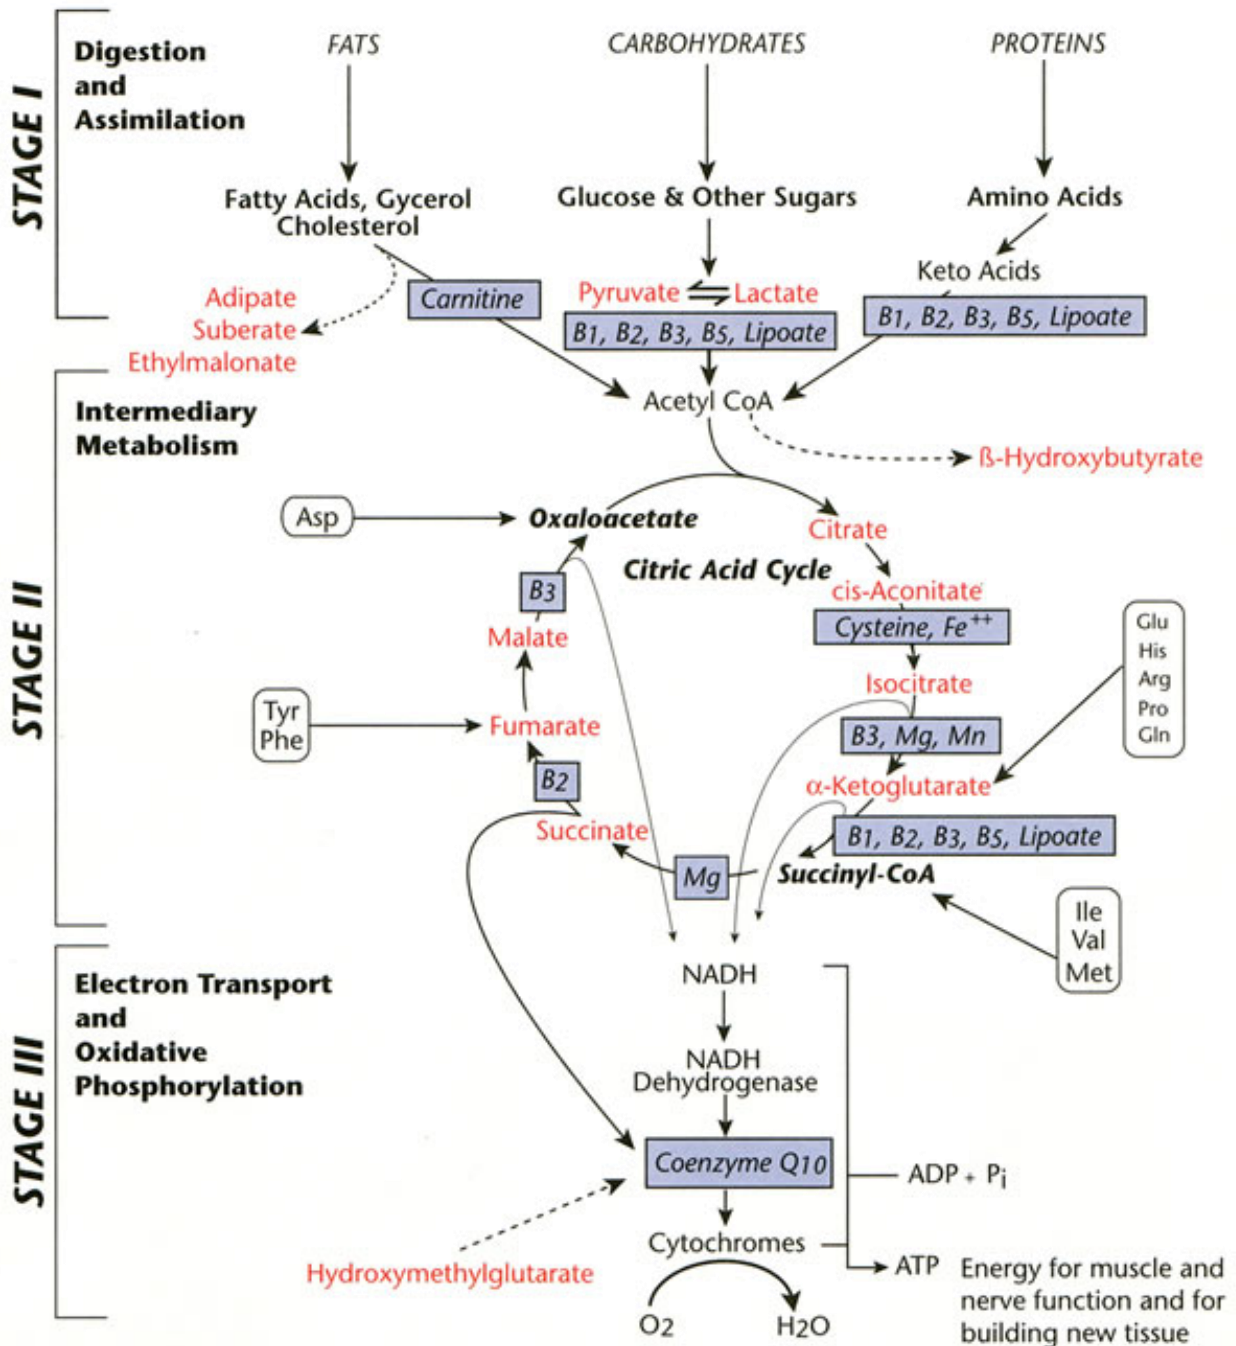 STAGE I
Digestion
and
Assimilation
FATS
CARBOHYDRATES
PROTEINS
Fatty Acids, Gycerol
Cholesterol
Glucose & Other Sugars
Amino Acids
Keto Acids
Adipate
Suberate
Ethylmalonate
Carnitine
Pyruvate
Lactate
B1, B2, B3, B5, Lipoate
B1, B2, B3, B5, Lipoate
STAGE II
Intermediary
Metabolism
Acetyl CoA
ß-Hydroxybutyrate
Asp
Oxaloacetate
Citrate
Citric Acid Cycle
cis-Aconitate
B3
Cysteine, Fe++
Malate
Isocitrate
Glu
His
Arg
Pro
Gln
Tyr
Phe
Fumarate
B3, Mg, Mn
B2
α-Ketoglutarate
Succinate
B1, B2, B3, B5, Lipoate
Mg
Succinyl-CoA
Ile
Val
Met
STAGE III
Electron Transport
and
Oxidative
Phosphorylation
NADH
NADH
Dehydrogenase
Coenzyme Q10
ADP + Pi
Cytochromes
Hydroxymethylglutarate
ATP
Energy for muscle and
nerve function and for
building new tissue
O2
H2O